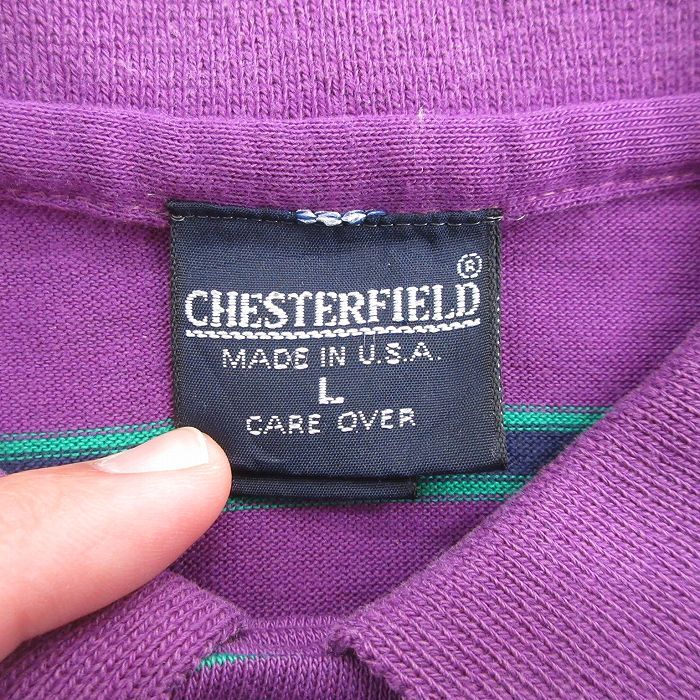 ®
CHESTERFIELD
MADE IN U.S.A.
L
CARE OVER